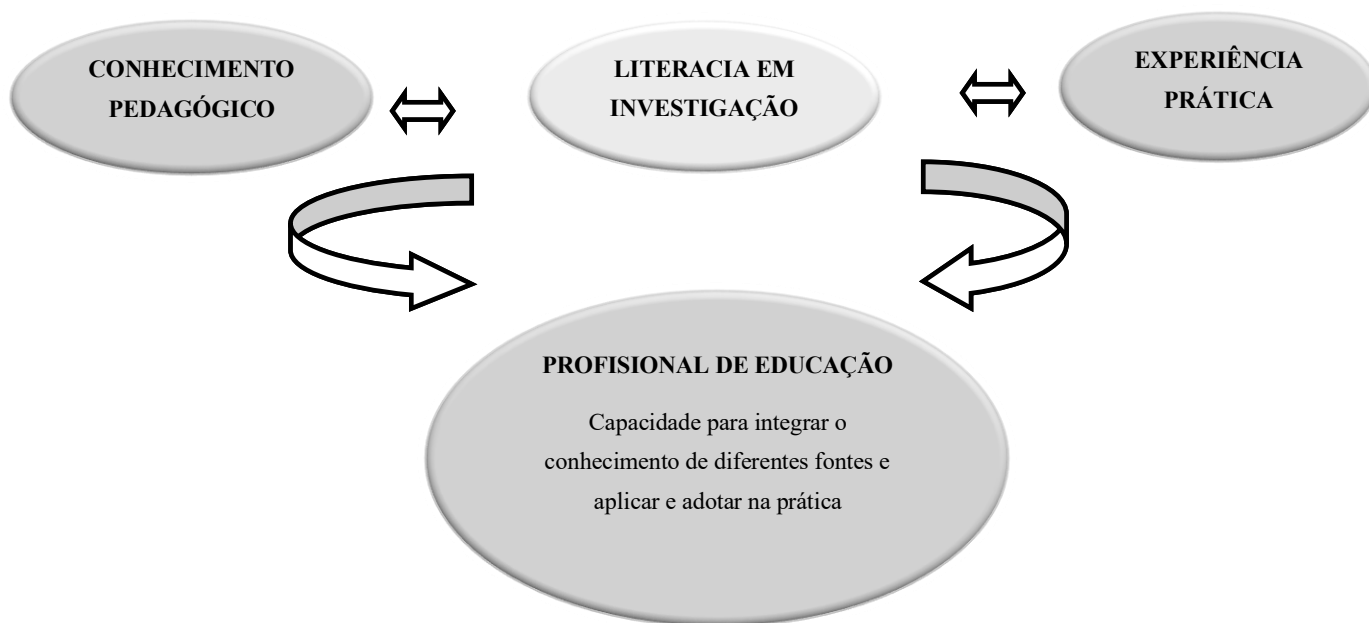 CONHECIMENTO
PEDAGÓGICO
LITERACIA EM
INVESTIGAÇÃO
EXPERIÊNCIA
PRÁTICA
PROFISIONAL DE EDUCAÇÃO
Capacidade para integrar o
conhecimento de diferentes fontes e
aplicar e adotar na prática